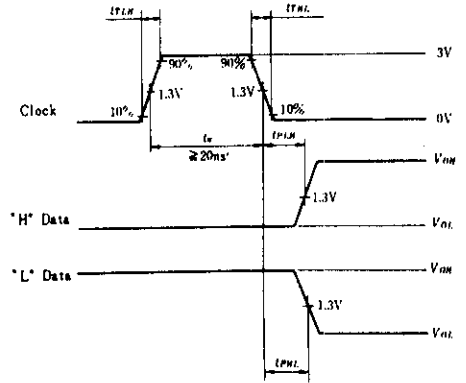 tTLH tTHL
90% 90% 3V
1.3V 1.3V
Clock 10% 10% 0V
tw tPLH
≧20ns
VOH
1.3V
"H" Data VOL
"L" Data VOH
1.3V
VOL
tPHL